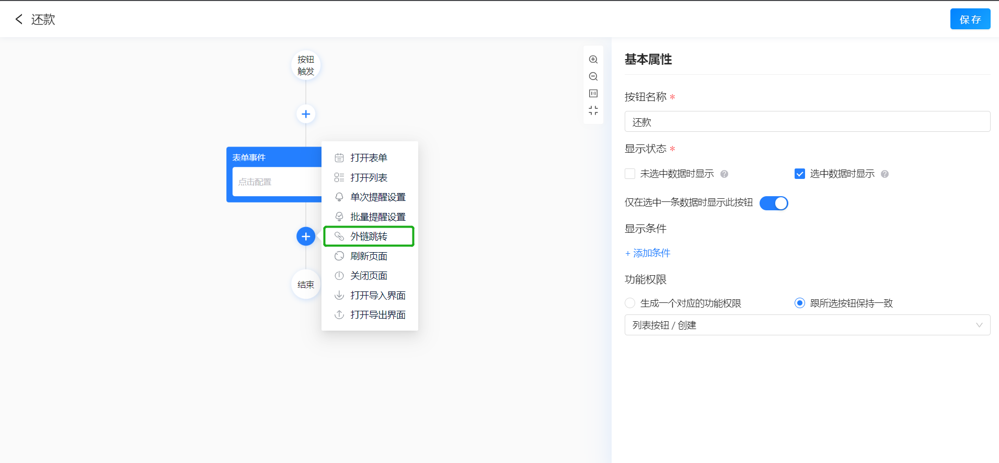 还款
保存
按钮
触发
表单事件
点击配置
结束
打开表单
打开列表
单次提醒设置
批量提醒设置
外链跳转
刷新页面
关闭页面
打开导入界面
打开导出界面
基本属性
按钮名称 *
还款
显示状态 *
未选中数据时显示 ?
选中数据时显示 ?
仅在选中一条数据时显示此按钮
显示条件
+ 添加条件
功能权限
生成一个对应的功能权限
跟所选按钮保持一致
列表按钮 / 创建